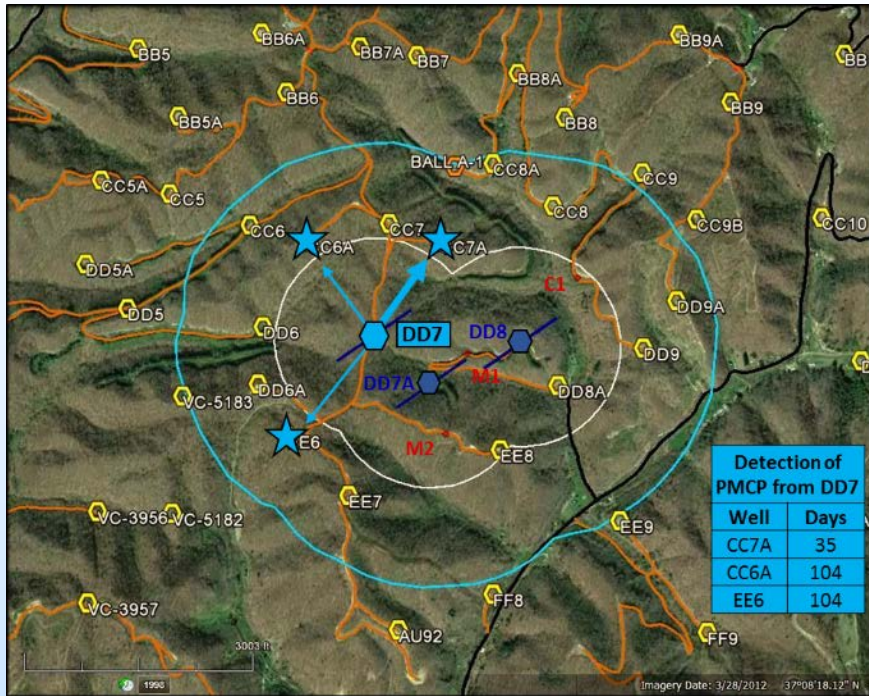 BB5
BB6A
BB7A
BB7
BB9A
BB
BB8A
BB6
BB9
BB5A
BB8
BALL A-1
CC8A
CC5A
CC5
CC9
CC8
CC6
CC7
CC9B
CC10
C6A
C7A
DD5A
C1
DD5
DD9A
DD6
DD7
DD8
DD9
DD7A
M1
DD6A
DD8A
VC-5183
E6
M2
EE8
EE7
VC-3956
VC-5182
EE9
VC-3957
FF8
AU92
FF9
Detection of
PMCP from DD7
Well Days
CC7A 35
CC6A 104
EE6 104
3003 ft
1998
Imagery Date: 3/28/2012 37°08'18.12" N